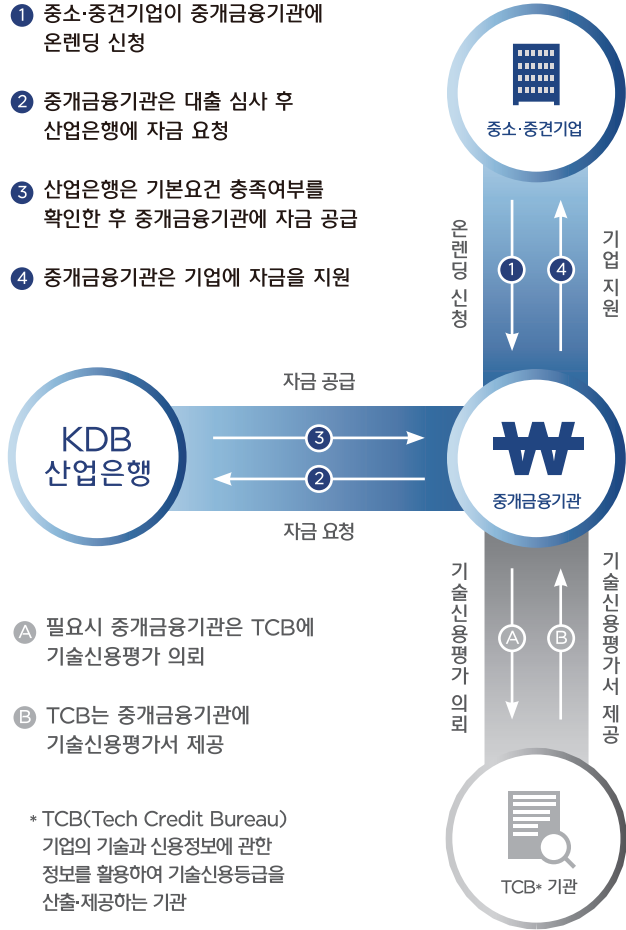 1 중소·중견기업이 중개금융기관에
온렌딩 신청
2 중개금융기관은 대출 심사 후
산업은행에 자금 요청
3 산업은행은 기본요건 충족여부를
확인한 후 중개금융기관에 자금 공급
4 중개금융기관은 기업에 자금을 지원
중소·중견기업
온렌딩 신청
1
4
기업 지원
자금 공급
KDB
산업은행
3
2
자금 요청
₩
중개금융기관
기술신용평가 의뢰
A
B
기술신용평가서 제공
A 필요시 중개금융기관은 TCB에
기술신용평가 의뢰
B TCB는 중개금융기관에
기술신용평가서 제공
* TCB(Tech Credit Bureau)
기업의 기술과 신용정보에 관한
정보를 활용하여 기술신용등급을
산출·제공하는 기관
TCB* 기관